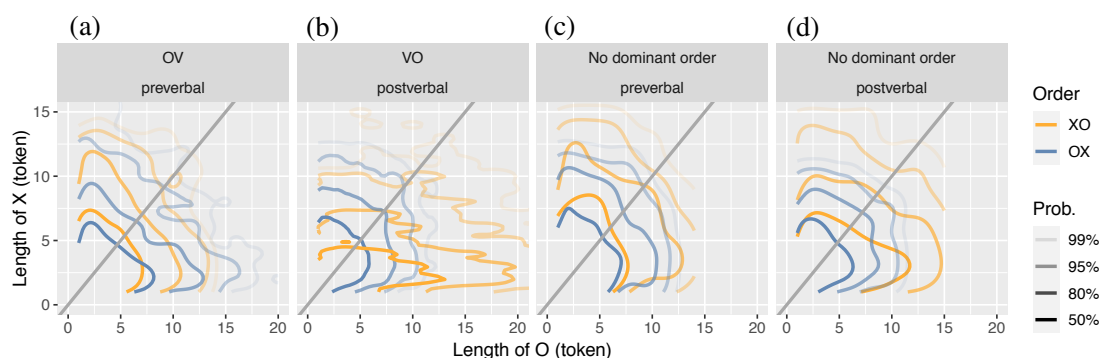 (a) (b) (c) (d)
OV VO No dominant order No dominant order
preverbal postverbal preverbal postverbal
Length of X (token)
15
10
5
0
0 5 10 15 20 0 5 10 15 20 0 5 10 15 20 0 5 10 15 20
Length of O (token)
Order
XO
OX
Prob.
99%
95%
80%
50%